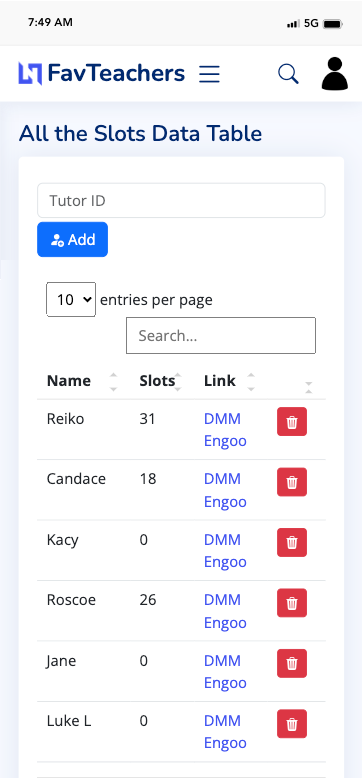 7:49 AM 5G
FavTeachers
All the Slots Data Table
Tutor ID
Add
10 entries per page
Search...
Name Slots Link
Reiko 31 DMM
Engoo
Candace 18 DMM
Engoo
Kacy 0 DMM
Engoo
Roscoe 26 DMM
Engoo
Jane 0 DMM
Engoo
Luke L 0 DMM
Engoo